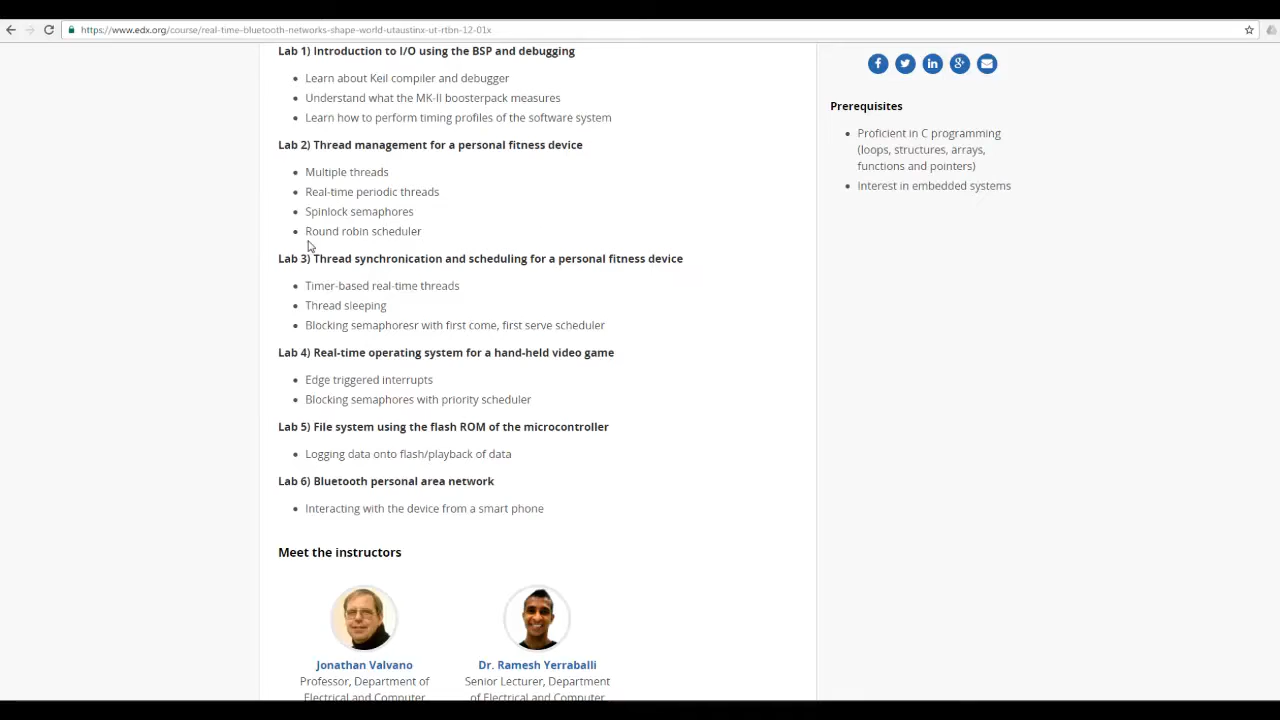 https://www.edx.org/course/real-time-bluetooth-networks-shape-world-utaustinx-ut-rtbn-12-01x
Lab 1) Introduction to I/O using the BSP and debugging
Learn about Keil compiler and debugger
Understand what the MK-II boosterpack measures
Learn how to perform timing profiles of the software system
Lab 2) Thread management for a personal fitness device
Multiple threads
Real-time periodic threads
Spinlock semaphores
Round robin scheduler
Lab 3) Thread synchronication and scheduling for a personal fitness device
Timer-based real-time threads
Thread sleeping
Blocking semaphoresr with first come, first serve scheduler
Lab 4) Real-time operating system for a hand-held video game
Edge triggered interrupts
Blocking semaphores with priority scheduler
Lab 5) File system using the flash ROM of the microcontroller
Logging data onto flash/playback of data
Lab 6) Bluetooth personal area network
Interacting with the device from a smart phone
Meet the instructors
Jonathan Valvano
Professor, Department of
Electrical and Computer
Dr. Ramesh Yerraballi
Senior Lecturer, Department
of Electrical and Computer
Prerequisites
Proficient in C programming
(loops, structures, arrays,
functions and pointers)
Interest in embedded systems